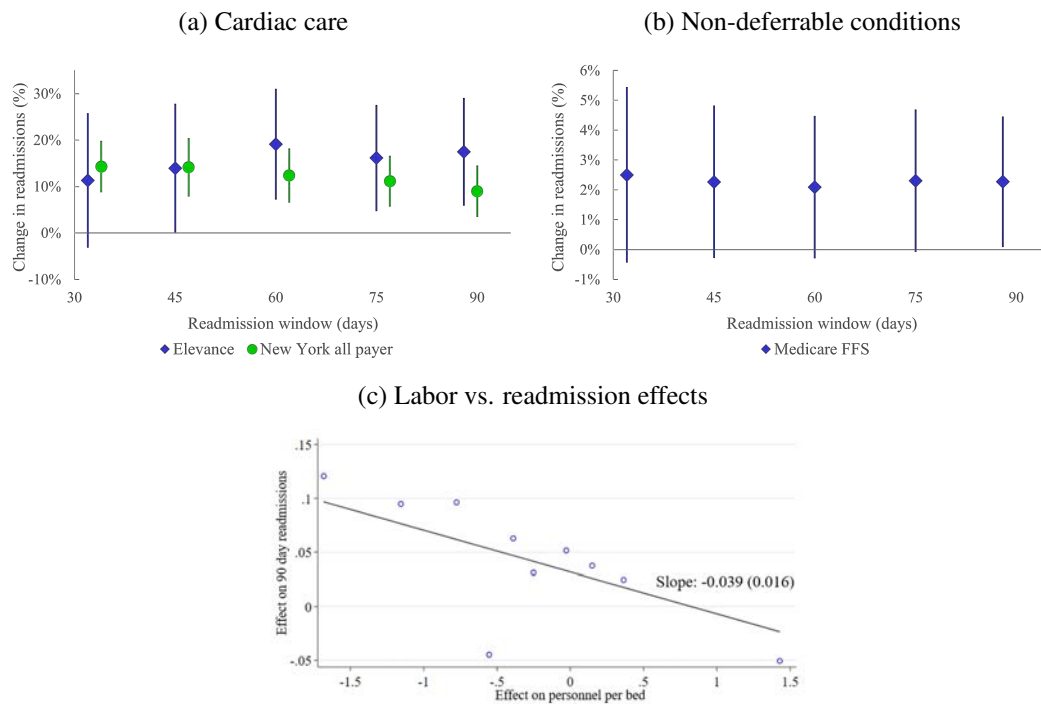 (a) Cardiac care
Change in readmissions (%)
30%
20%
10%
0%
-10%
30 45 60 75 90
Readmission window (days)
Elevance New York all payer
(b) Non-deferrable conditions
Change in readmissions (%)
6%
5%
4%
3%
2%
1%
0%
-1%
30 45 60 75 90
Readmission window (days)
Medicare FFS
(c) Labor vs. readmission effects
Effect on 90 day readmissions
.15
.1
.05
0
-.05
Slope: -0.039 (0.016)
-1.5 -1 -.5 0 .5 1 1.5
Effect on personnel per bed